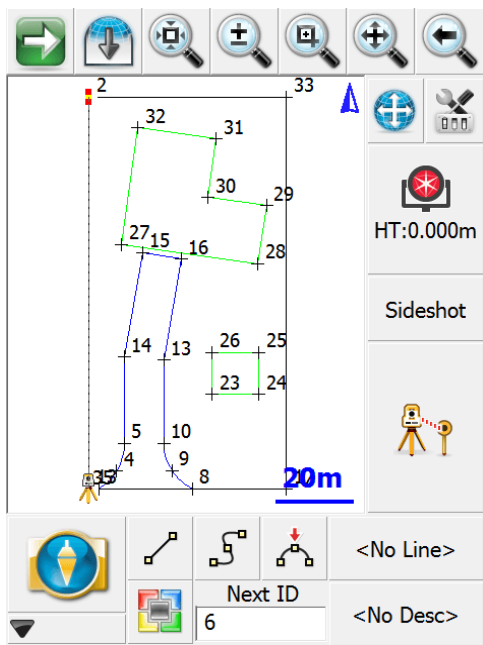 2 33
32
31
30 29
27 15 16 28
26 25
14 13
23 24
5 10
4 9
8
20m
HT:0.000m
Sideshot
<No Line>
Next ID
6
<No Desc>